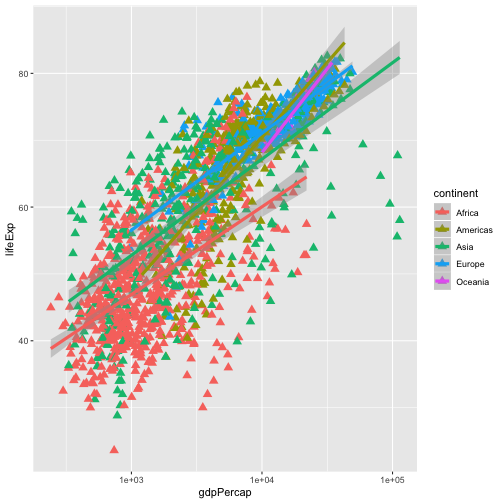 80
60
40
lifeExp
1e+03
1e+04
1e+05
gdpPercap
continent
Africa
Americas
Asia
Europe
Oceania